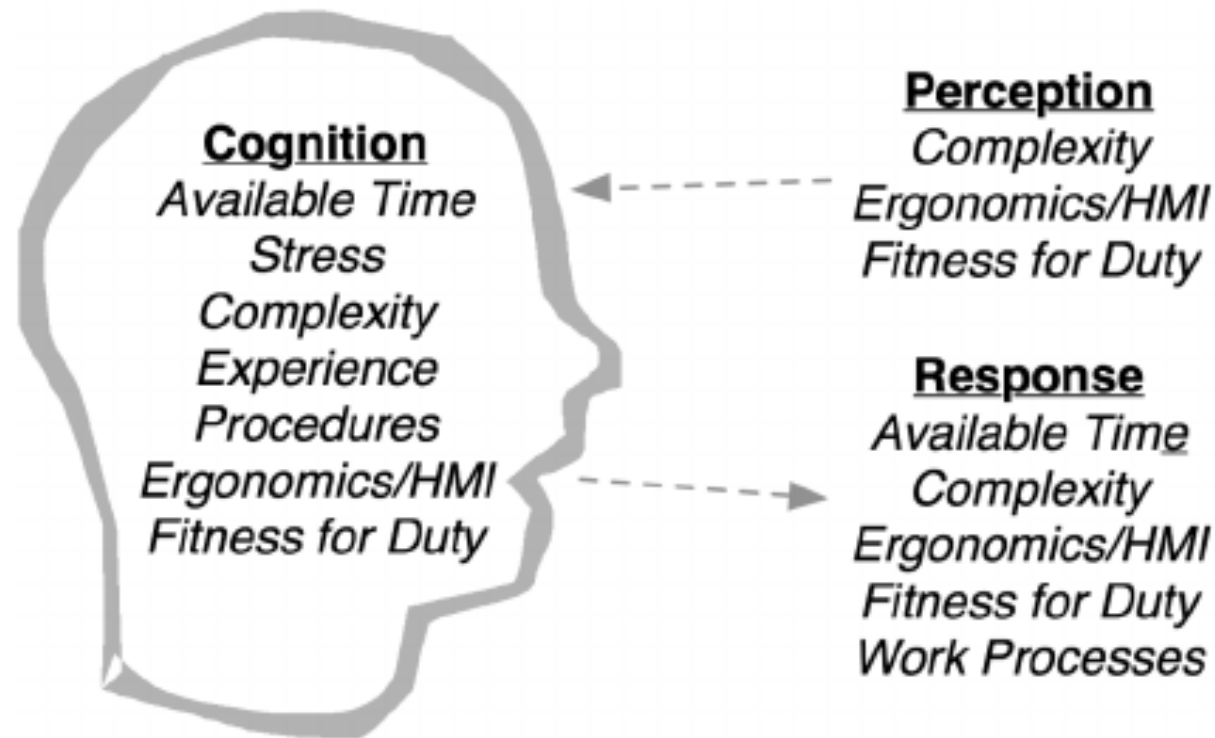 Cognition
Available Time
Stress
Complexity
Experience
Procedures
Ergonomics/HMI
Fitness for Duty
Perception
Complexity
Ergonomics/HMI
Fitness for Duty
Response
Available Time
Complexity
Ergonomics/HMI
Fitness for Duty
Work Processes